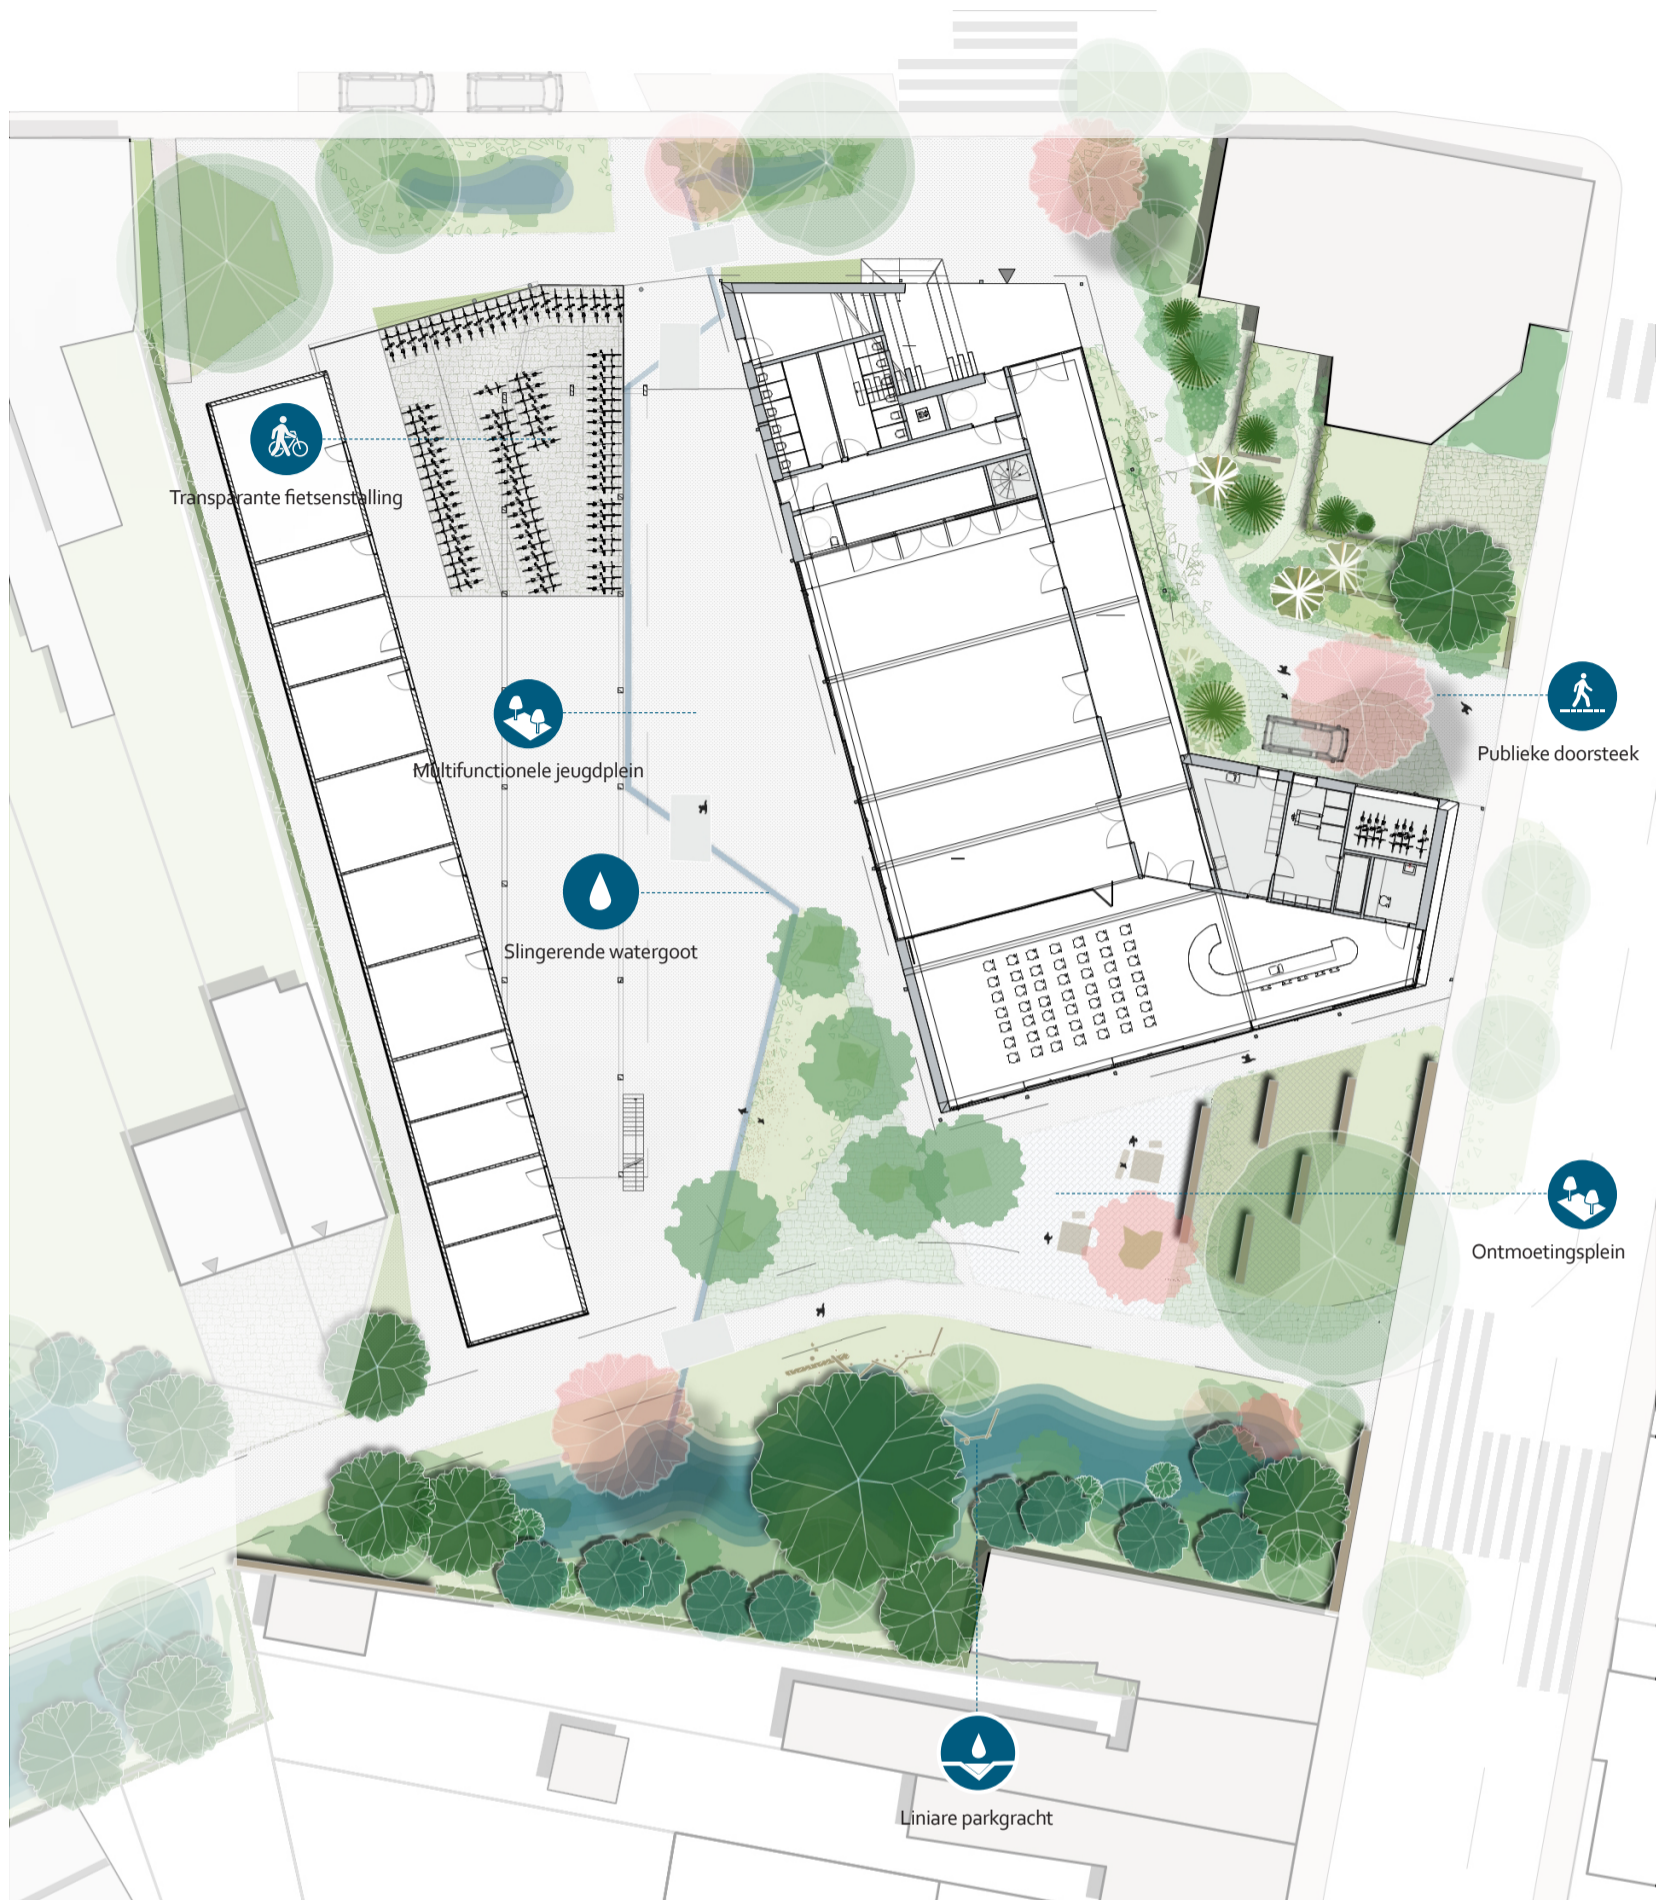 Transparante fietsenstalling
Publieke doorsteek
Multifunctionele jeugdplein
Slingerende watergoot
Ontmoetingsplein
Liniare parkgracht